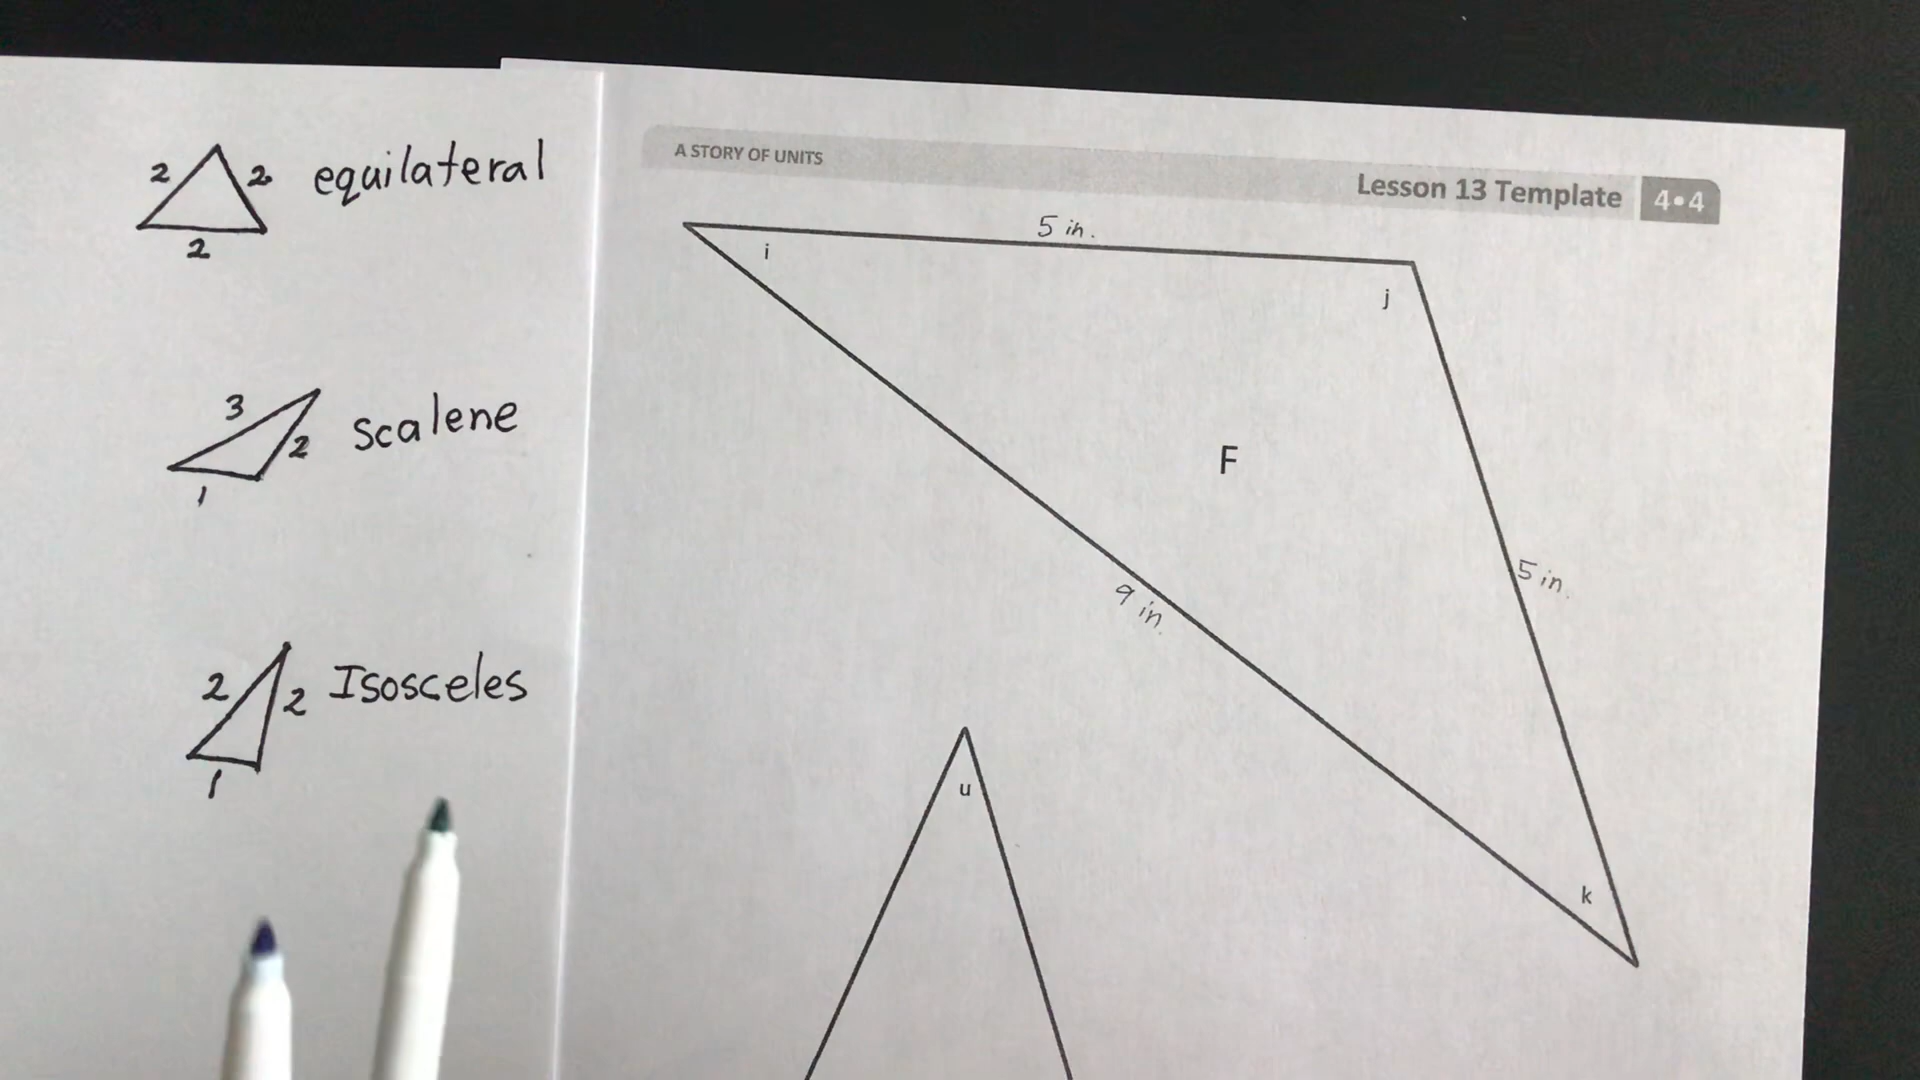 2 2 equilateral
2
3 2 scalene
1
2 2 Isosceles
1
A STORY OF UNITS
Lesson 13 Template 4•4
5 in.
i
j
F
5 in.
9 in.
u
k